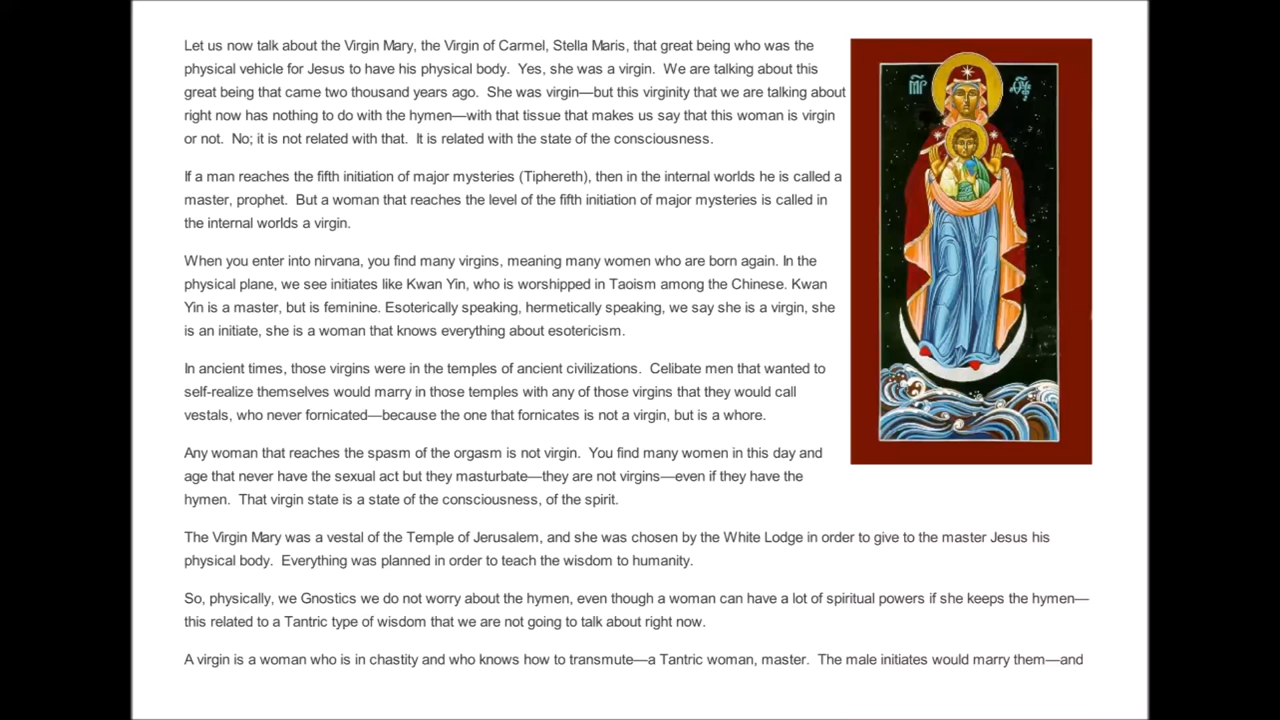 Let us now talk about the Virgin Mary, the Virgin of Carmel, Stella Maris, that great being who was the
physical vehicle for Jesus to have his physical body.  Yes, she was a virgin.  We are talking about this
great being that came two thousand years ago.  She was virgin—but this virginity that we are talking about
right now has nothing to do with the hymen—with that tissue that makes us say that this woman is virgin
or not.  No; it is not related with that.  It is related with the state of the consciousness.
If a man reaches the fifth initiation of major mysteries (Tiphereth), then in the internal worlds he is called a
master, prophet.  But a woman that reaches the level of the fifth initiation of major mysteries is called in
the internal worlds a virgin.
When you enter into nirvana, you find many virgins, meaning many women who are born again. In the
physical plane, we see initiates like Kwan Yin, who is worshipped in Taoism among the Chinese. Kwan
Yin is a master, but is feminine. Esoterically speaking, hermetically speaking, we say she is a virgin, she
is an initiate, she is a woman that knows everything about esotericism.
In ancient times, those virgins were in the temples of ancient civilizations.  Celibate men that wanted to
self-realize themselves would marry in those temples with any of those virgins that they would call
vestals, who never fornicated—because the one that fornicates is not a virgin, but is a whore.
Any woman that reaches the spasm of the orgasm is not virgin.  You find many women in this day and
age that never have the sexual act but they masturbate—they are not virgins—even if they have the
hymen.  That virgin state is a state of the consciousness, of the spirit.
The Virgin Mary was a vestal of the Temple of Jerusalem, and she was chosen by the White Lodge in order to give to the master Jesus his
physical body.  Everything was planned in order to teach the wisdom to humanity.
So, physically, we Gnostics we do not worry about the hymen, even though a woman can have a lot of spiritual powers if she keeps the hymen—
this related to a Tantric type of wisdom that we are not going to talk about right now.
A virgin is a woman who is in chastity and who knows how to transmute—a Tantric woman, master.  The male initiates would marry them—and